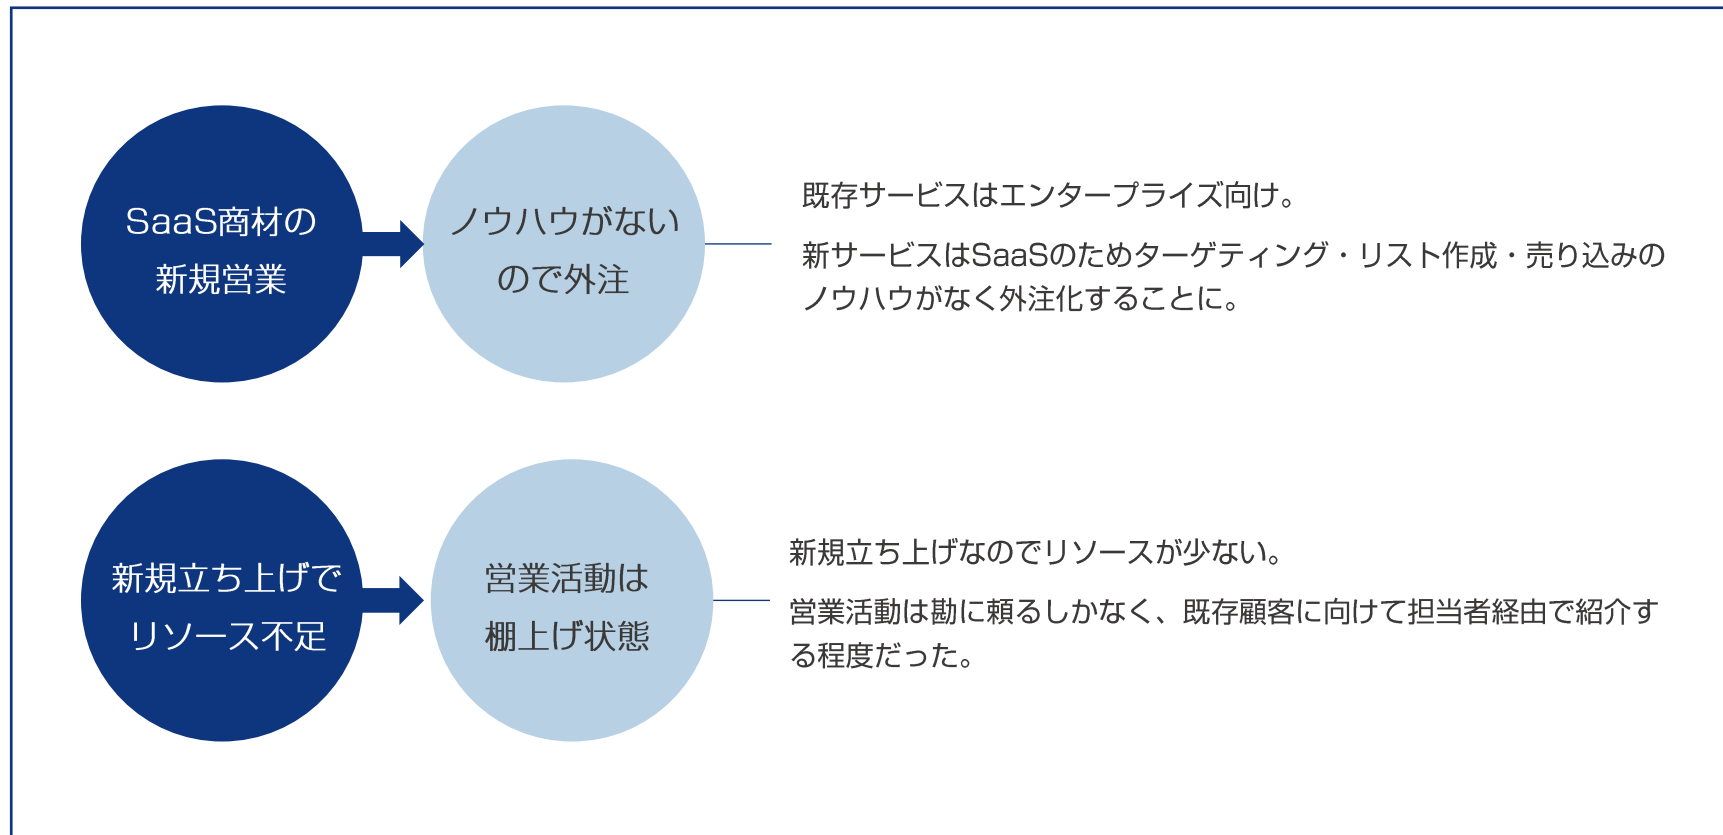 SaaS商材の
新規営業
ノウハウがない
ので外注
既存サービスはエンタープライズ向け。
新サービスはSaaSのためターゲティング・リスト作成・売り込みの
ノウハウがなく外注化することに。
新規立ち上げで
リソース不足
営業活動は
棚上げ状態
新規立ち上げなのでリソースが少ない。
営業活動は勘に頼るしかなく、既存顧客に向けて担当者経由で紹介す
る程度だった。